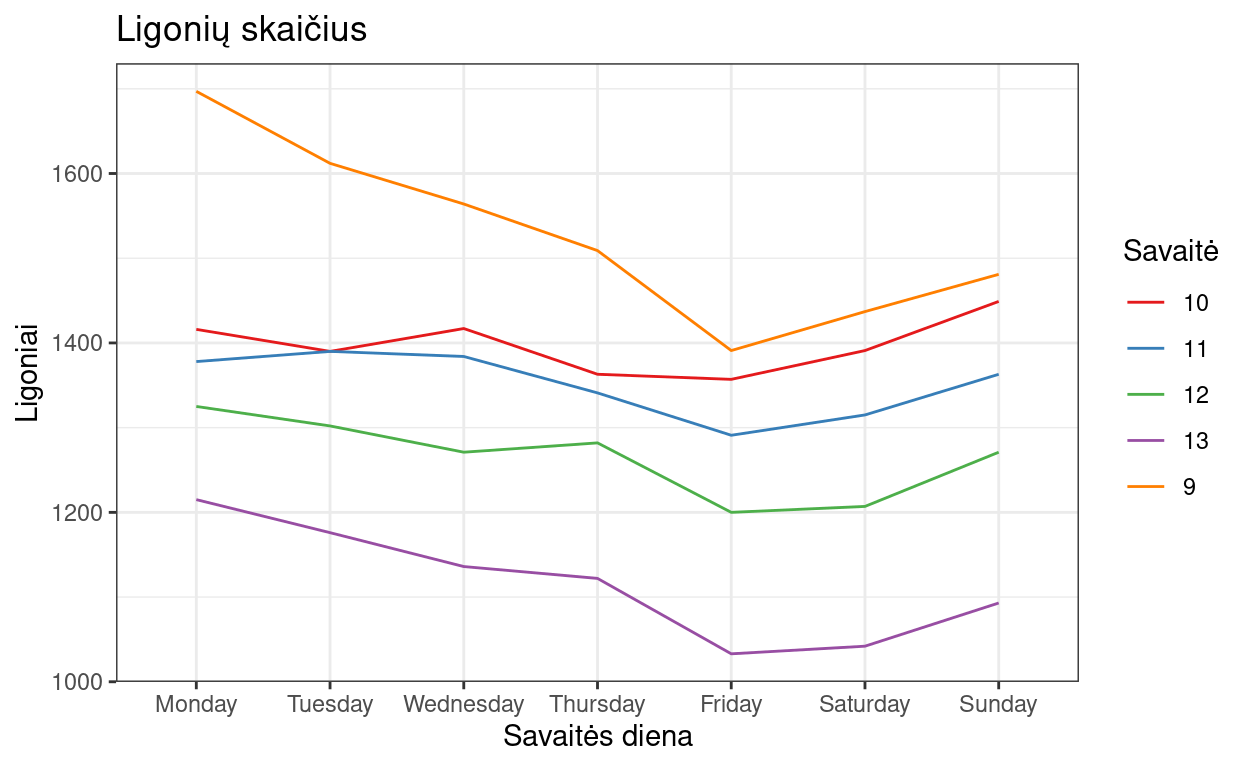 Ligonių skaičius
Ligoniai
1600
1400
1200
1000
Monday Tuesday Wednesday Thursday Friday Saturday Sunday
Savaitės diena
Savaitė
10
11
12
13
9